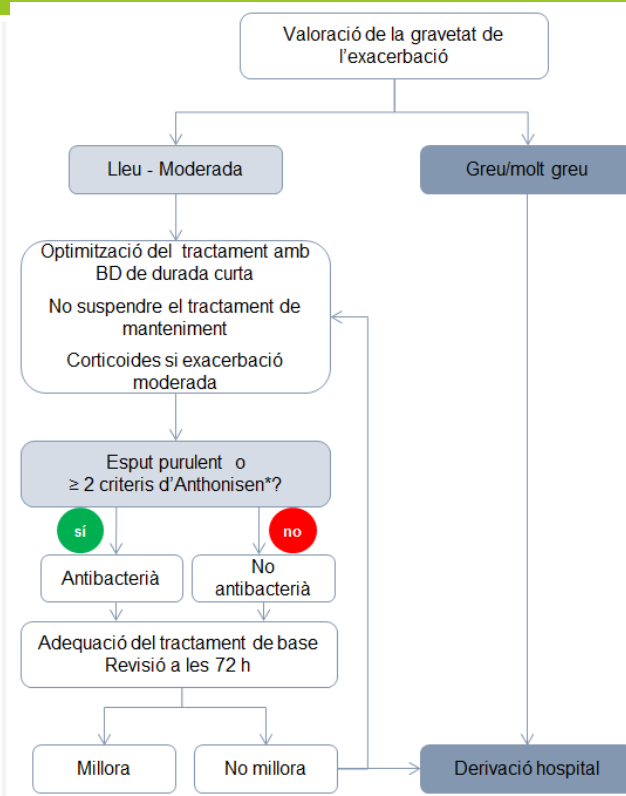 Valoració de la gravetat de
l'exacerbació
Lleu - Moderada
Greu/molt greu
Optimització del tractament amb
BD de durada curta
No suspendre el tractament de
manteniment
Corticoides si exacerbació
moderada
Esput purulent o
≥ 2 criteris d'Anthonisen*?
sí
no
Antibacterià
No
antibacterià
Adequació del tractament de base
Revisió a les 72 h
Millora
No millora
Derivació hospital